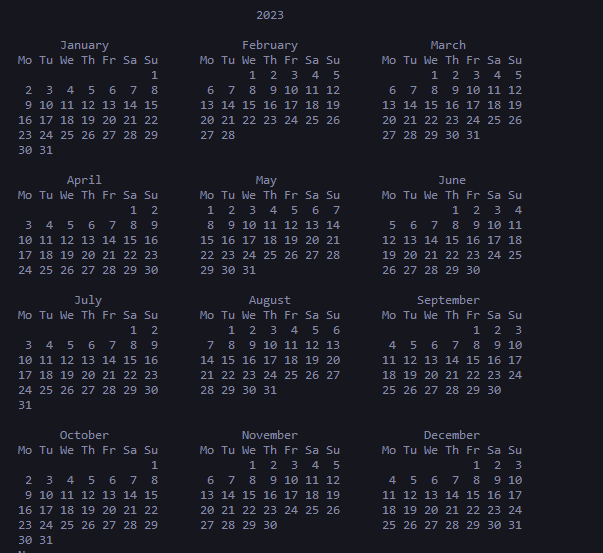 2023

      January                   February                   March
Mo Tu We Th Fr Sa Su      Mo Tu We Th Fr Sa Su      Mo Tu We Th Fr Sa Su
                   1             1  2  3  4  5             1  2  3  4  5
 2  3  4  5  6  7  8       6  7  8  9 10 11 12       6  7  8  9 10 11 12
 9 10 11 12 13 14 15      13 14 15 16 17 18 19      13 14 15 16 17 18 19
16 17 18 19 20 21 22      20 21 22 23 24 25 26      20 21 22 23 24 25 26
23 24 25 26 27 28 29      27 28                     27 28 29 30 31
30 31

       April                      May                       June
Mo Tu We Th Fr Sa Su      Mo Tu We Th Fr Sa Su      Mo Tu We Th Fr Sa Su
                1  2       1  2  3  4  5  6  7                1  2  3  4
 3  4  5  6  7  8  9       8  9 10 11 12 13 14       5  6  7  8  9 10 11
10 11 12 13 14 15 16      15 16 17 18 19 20 21      12 13 14 15 16 17 18
17 18 19 20 21 22 23      22 23 24 25 26 27 28      19 20 21 22 23 24 25
24 25 26 27 28 29 30      29 30 31                  26 27 28 29 30

        July                     August                  September
Mo Tu We Th Fr Sa Su      Mo Tu We Th Fr Sa Su      Mo Tu We Th Fr Sa Su
                1  2          1  2  3  4  5  6                   1  2  3
 3  4  5  6  7  8  9       7  8  9 10 11 12 13       4  5  6  7  8  9 10
10 11 12 13 14 15 16      14 15 16 17 18 19 20      11 12 13 14 15 16 17
17 18 19 20 21 22 23      21 22 23 24 25 26 27      18 19 20 21 22 23 24
24 25 26 27 28 29 30      28 29 30 31               25 26 27 28 29 30
31

      October                   November                  December
Mo Tu We Th Fr Sa Su      Mo Tu We Th Fr Sa Su      Mo Tu We Th Fr Sa Su
                   1             1  2  3  4  5                   1  2  3
 2  3  4  5  6  7  8       6  7  8  9 10 11 12       4  5  6  7  8  9 10
 9 10 11 12 13 14 15      13 14 15 16 17 18 19      11 12 13 14 15 16 17
16 17 18 19 20 21 22      20 21 22 23 24 25 26      18 19 20 21 22 23 24
23 24 25 26 27 28 29      27 28 29 30               25 26 27 28 29 30 31
30 31